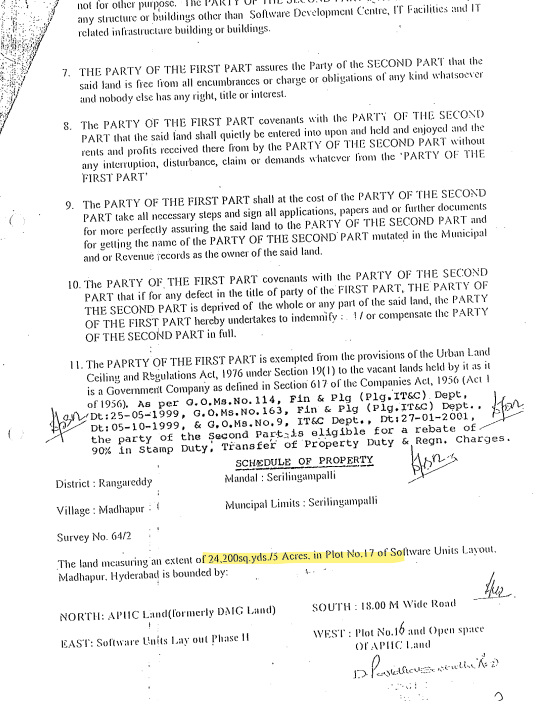 not for other purpose. The PARTY OF THE SECOND PART
any structure or buildings other than Software Development Centre, IT Facilities and IT
related infrastructure building or buildings.
7. THE PARTY OF THE FIRST PART assures the Party of the SECOND PART that the
said land is free from all encumbrances or charge or obligations of any kind whatsoever
and nobody else has any right, title or interest.
8. The PARTY OF THE FIRST PART covenants with the PARTY OF THE SECOND
PART that the said land shall quietly be entered into upon and held and enjoyed and the
rents and profits received there from by the PARTY OF THE SECOND PART without
any interruption, disturbance, claim or demands whatever from the 'PARTY OF THE
FIRST PART'
9. The PARTY OF THE FIRST PART shall at the cost of the PARTY OF THE SECOND
PART take all necessary steps and sign all applications, papers and or further documents
for more perfectly assuring the said land to the PARTY OF THE SECOND PART and
for getting the name of the PARTY OF THE SECOND PART mutated in the Municipal
and or Revenue records as the owner of the said land.
10. The PARTY OF THE FIRST PART covenants with the PARTY OF THE SECOND
PART that if for any defect in the title of party of the FIRST PART, THE PARTY OF
THE SECOND PART is deprived of the whole or any part of the said land, the PARTY
OF THE FIRST PART hereby undertakes to indemnify / or compensate the PARTY
OF THE SECOND PART in full.
11. The PAPRTY OF THE FIRST PART is exempted from the provisions of the Urban Land
Ceiling and Regulations Act, 1976 under Section 19(1) to the vacant lands held by it as it
is a Government Company as defined in Section 617 of the Companies Act, 1956 (Act 1
of 1956). As per G.O.Ms.No.114, Fin & Plg (Plg.IT&C) Dept,
Dt:25-05-1999, G.O.Ms.No.163, Fin & Plg (Plg.IT&C) Dept.,
Dt:05-10-1999, & G.O.Ms.No.9, IT&C Dept., Dt:27-01-2001,
the party of the Second Part is eligible for a rebate of
90% in Stamp Duty, Transfer of Property Duty & Regn. Charges.
SCHEDULE OF PROPERTY
District : Rangareddy Mandal : Serilingampalli
Village : Madhapur Muncipal Limits : Serilingampalli
Survey No. 64/2
The land measuring an extent of 24,200sq.yds./5 Acres, in Plot No.17 of Software Units Layout,
Madhapur, Hyderabad is bounded by:
NORTH: APIIC Land(formerly DMG Land) SOUTH : 18.00 M Wide Road
EAST: Software Units Lay out Phase II WEST : Plot No.16 and Open space
Of APIIC Land